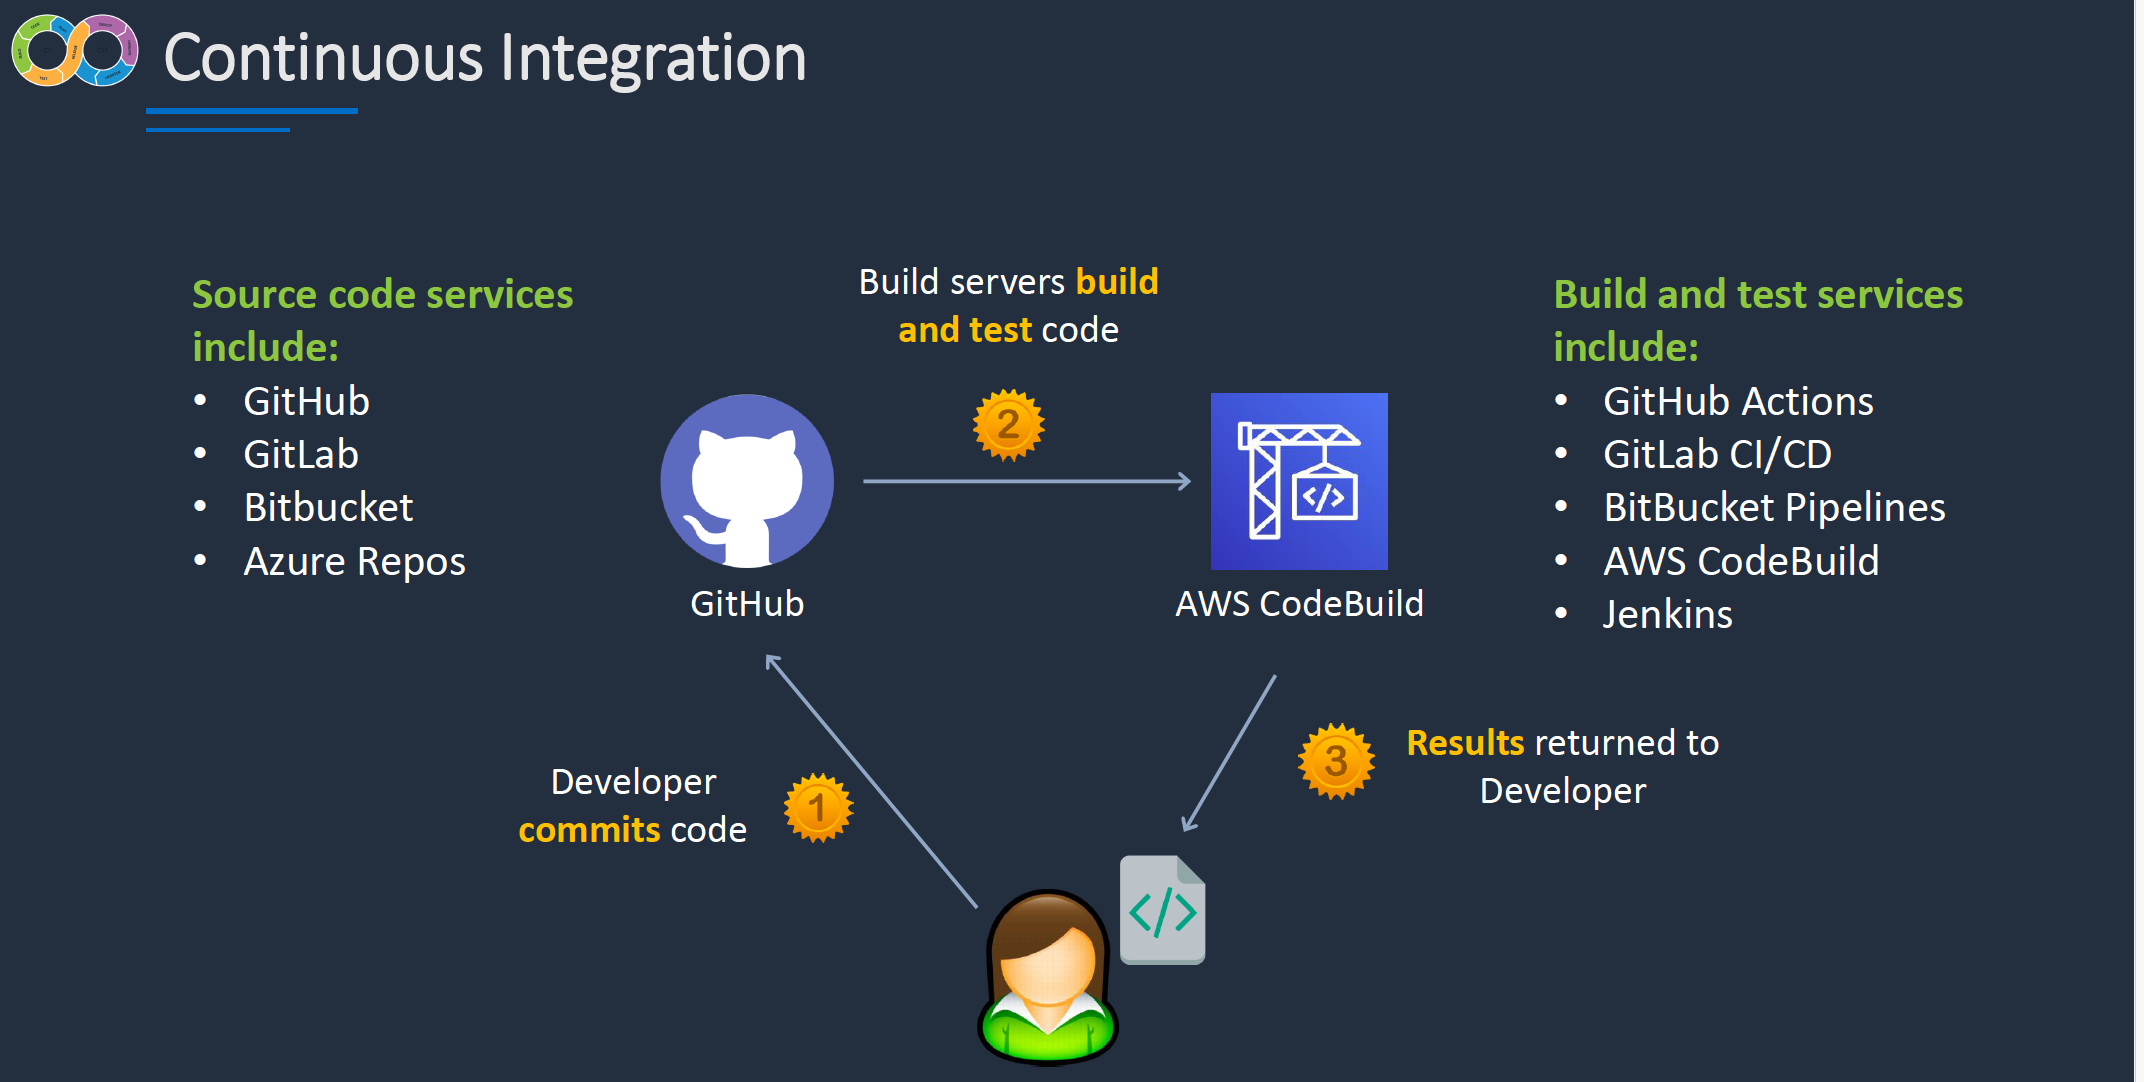 Continuous Integration
Source code services
include:
• GitHub
• GitLab
• Bitbucket
• Azure Repos
Build servers build
and test code
2
GitHub
AWS CodeBuild
Build and test services
include:
• GitHub Actions
• GitLab CI/CD
• BitBucket Pipelines
• AWS CodeBuild
• Jenkins
Developer
commits code
1
3
Results returned to
Developer